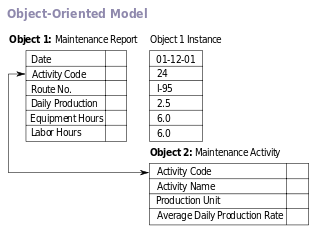 Object-Oriented Model
Object 1: Maintenance Report Object 1 Instance
Date 01-12-01
Activity Code 24
Route No. I-95
Daily Production 2.5
Equipment Hours 6.0
Labor Hours 6.0
Object 2: Maintenance Activity
Activity Code
Activity Name
Production Unit
Average Daily Production Rate